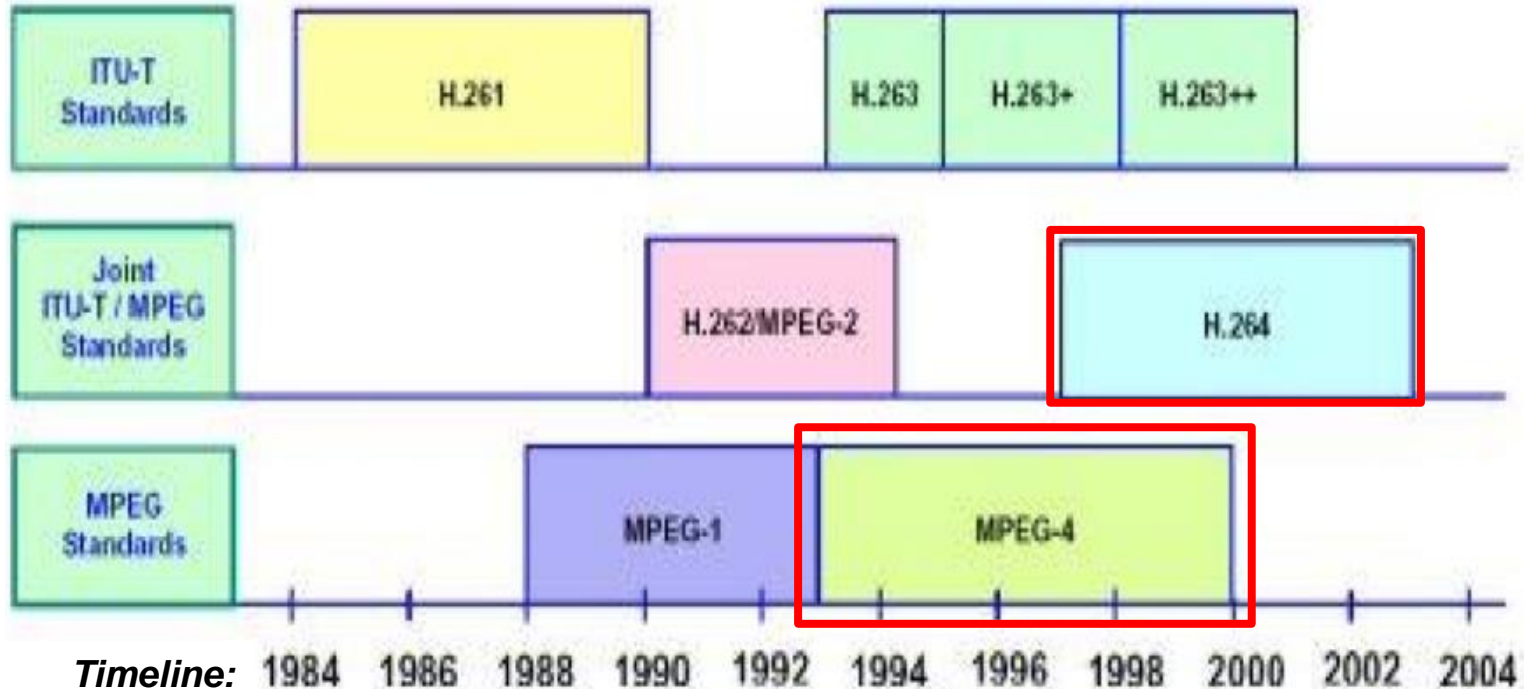 ITU-T
Standards
H.261
H.263
H.263+
H.263++
Joint
ITU-T / MPEG
Standards
H.262/MPEG-2
H.264
MPEG
Standards
MPEG-1
MPEG-4
Timeline: 1984 1986 1988 1990 1992 1994 1996 1998 2000 2002 2004